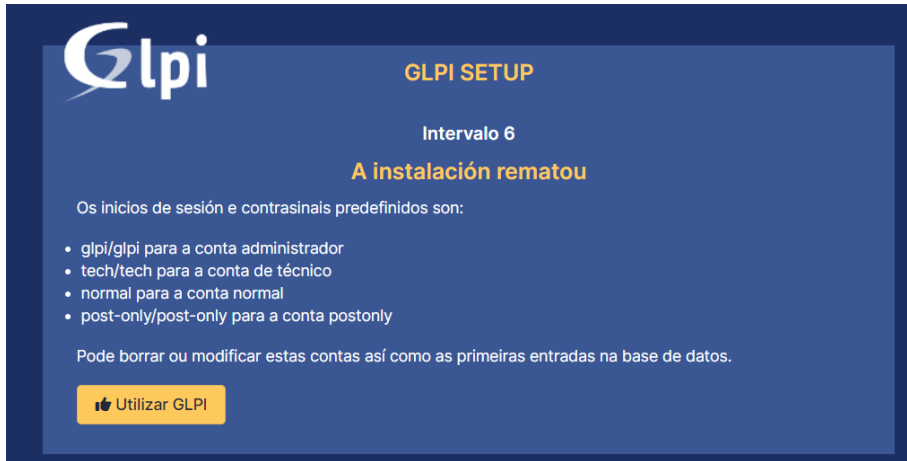 Glpi
GLPI SETUP
Intervalo 6
A instalación rematou
Os inicios de sesión e contrasinais predefinidos son:
• glpi/glpi para a conta administrador
• tech/tech para a conta de técnico
• normal para a conta normal
• post-only/post-only para a conta postonly
Pode borrar ou modificar estas contas así como as primeiras entradas na base de datos.
Utilizar GLPI